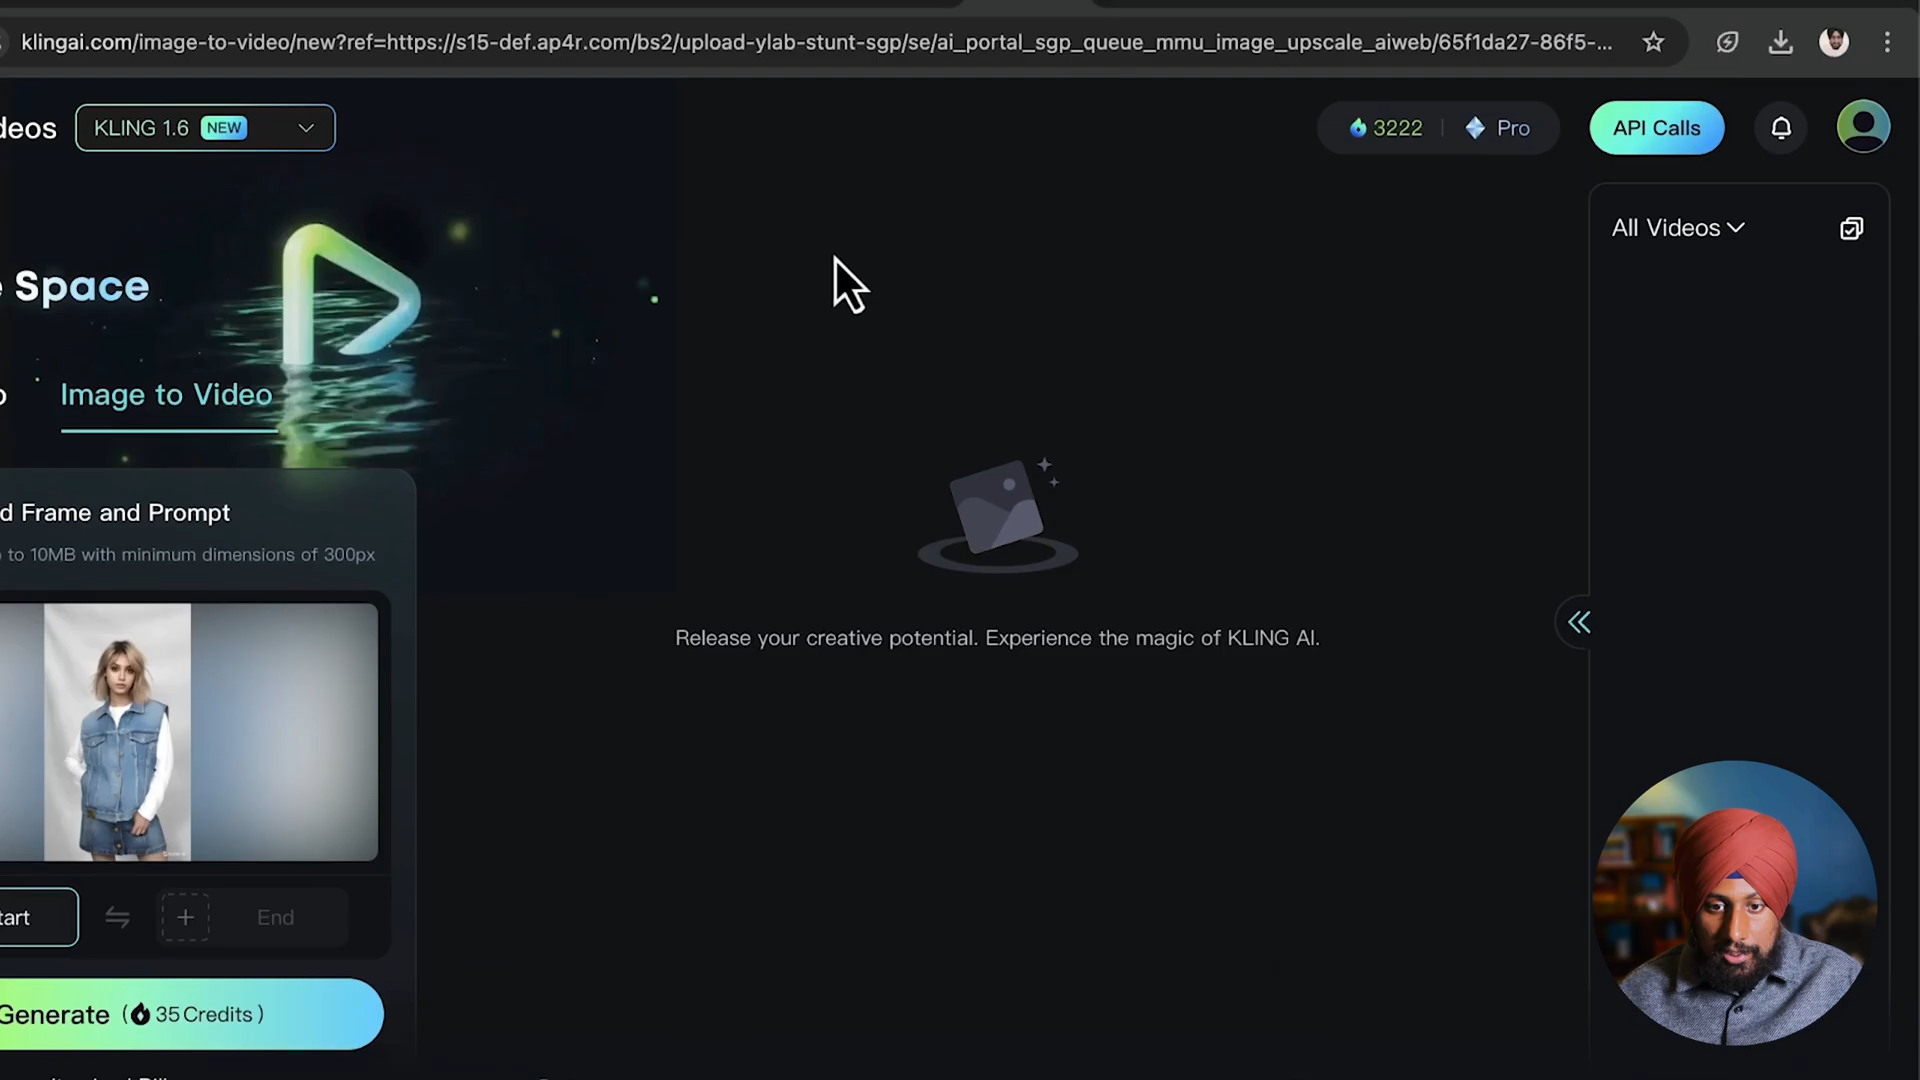 klingai.com/image-to-video/new?ref=https://s15-def.ap4r.com/bs2/upload-ylab-stunt-sgp/se/ai_portal_sgp_queue_mmu_image_upscale_aiweb/65f1da27-86f5-...
deos
KLING 1.6 NEW
3222
Pro
API Calls
All Videos
e Space
Image to Video
d Frame and Prompt
to 10MB with minimum dimensions of 300px
Release your creative potential. Experience the magic of KLING AI.
tart
End
Generate (35 Credits)